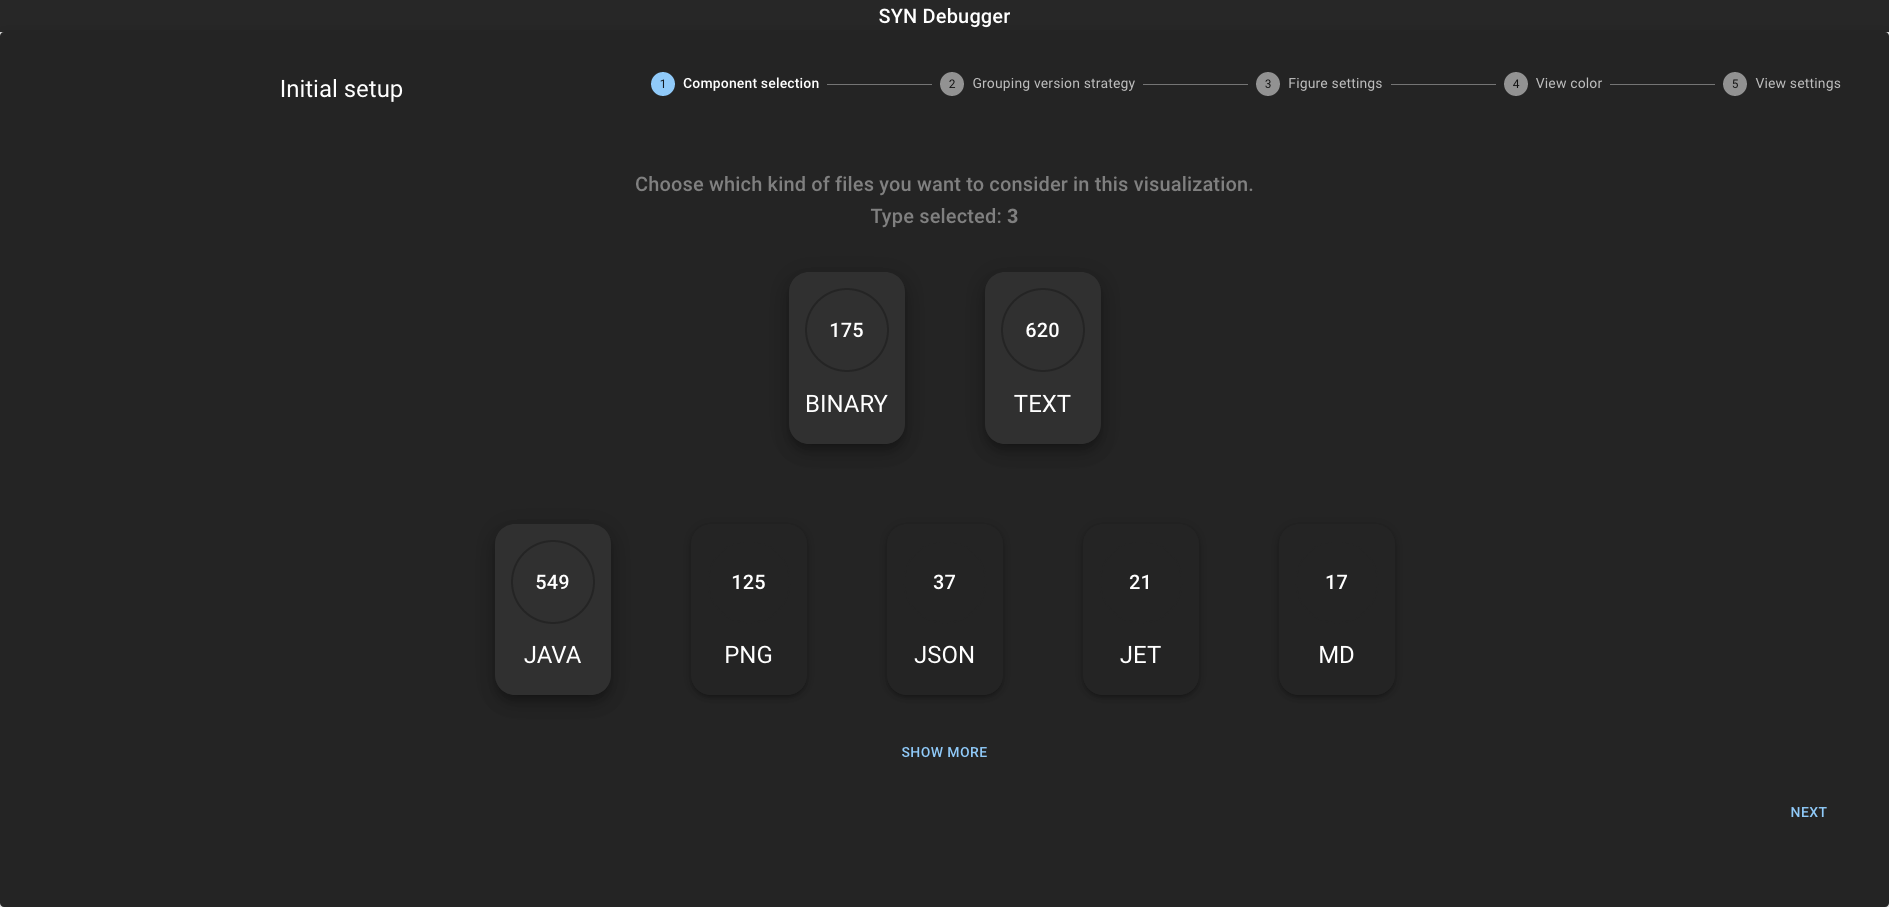 SYN Debugger
Initial setup
1 Component selection
2 Grouping version strategy
3 Figure settings
4 View color
5 View settings
Choose which kind of files you want to consider in this visualization.
Type selected: 3
175
BINARY
620
TEXT
549
JAVA
125
PNG
37
JSON
21
JET
17
MD
SHOW MORE
NEXT